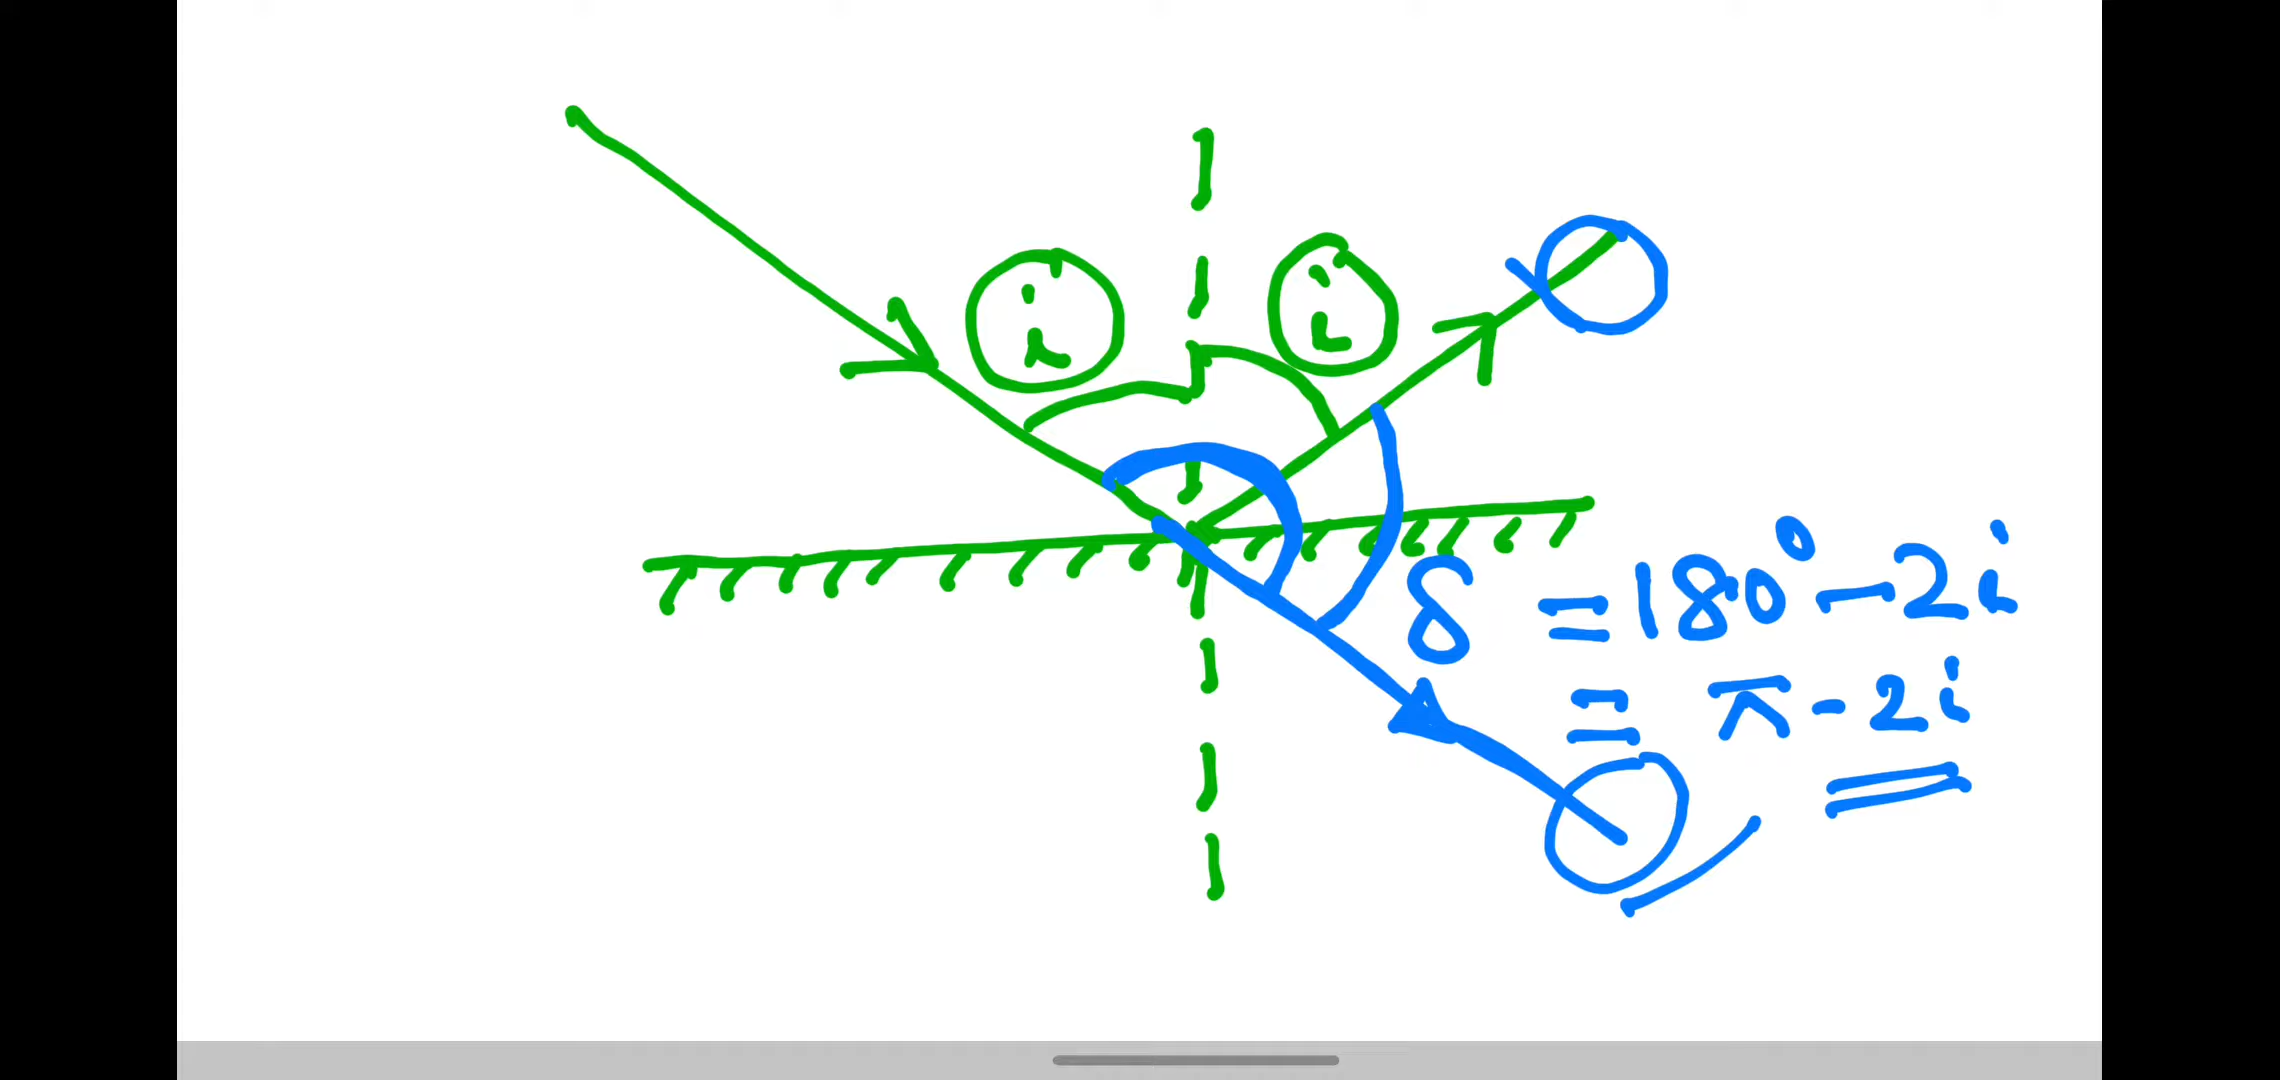 i i
δ = 180° - 2i
= π - 2i